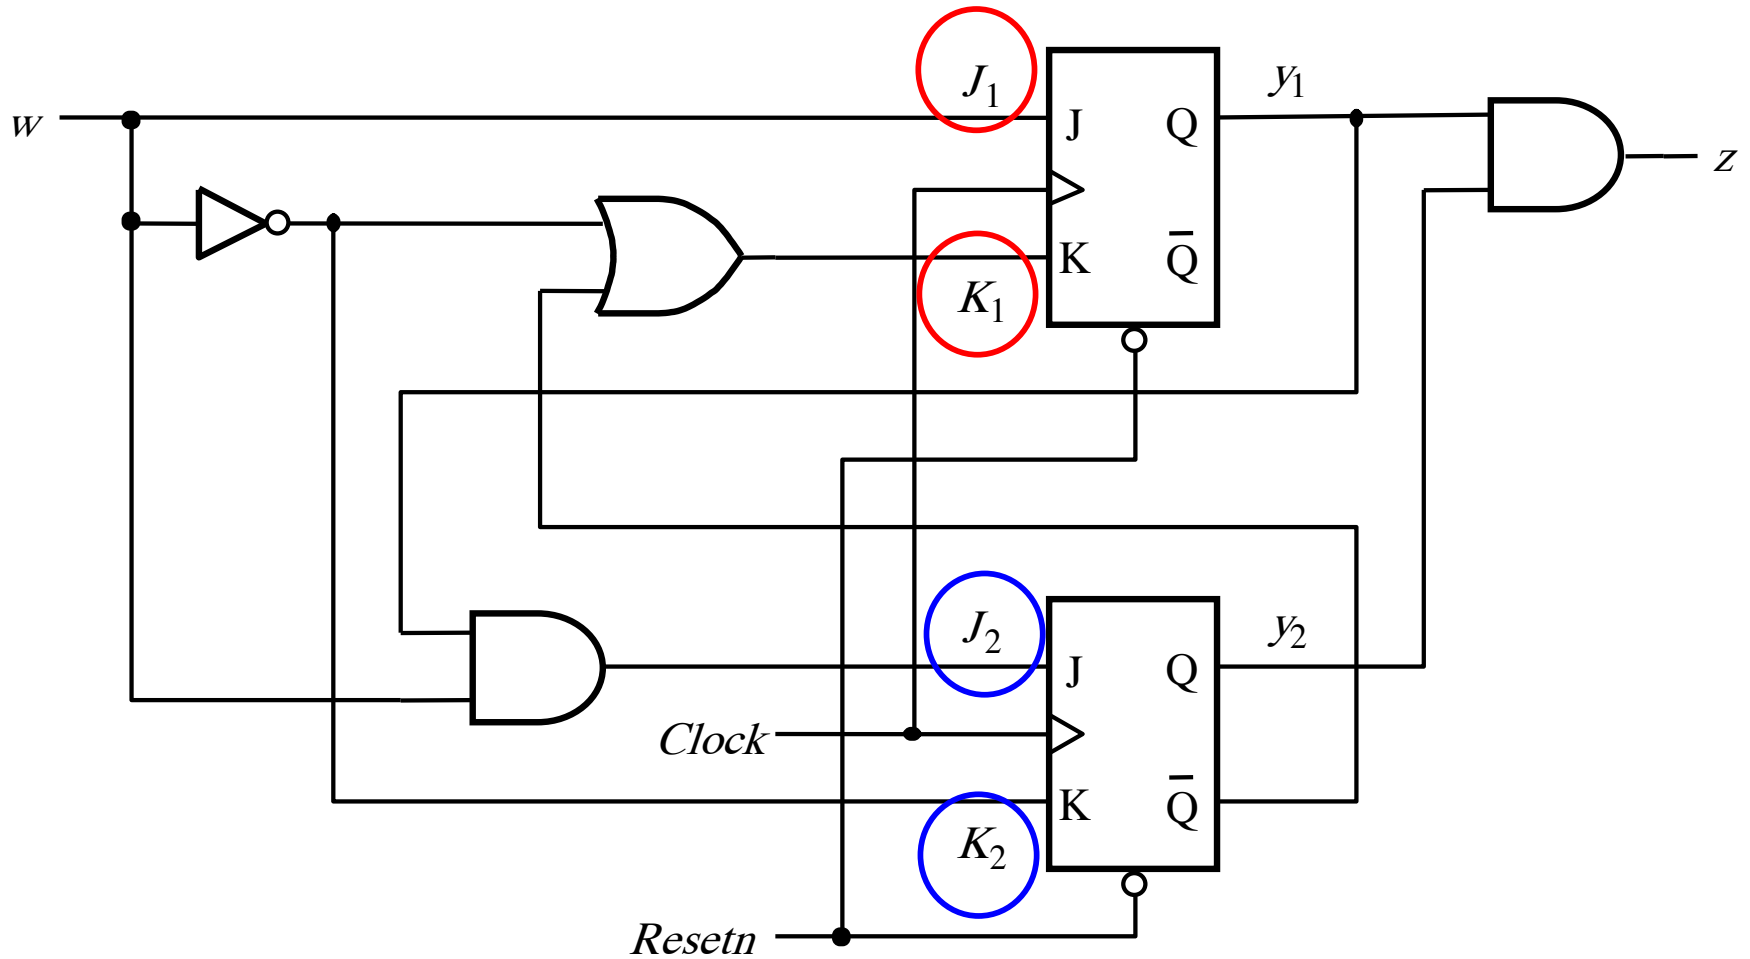 J₁
y₁
w
J
Q
z
K
Q̅
K₁
J₂
y₂
J
Q
Clock
K
Q̅
K₂
Resetn